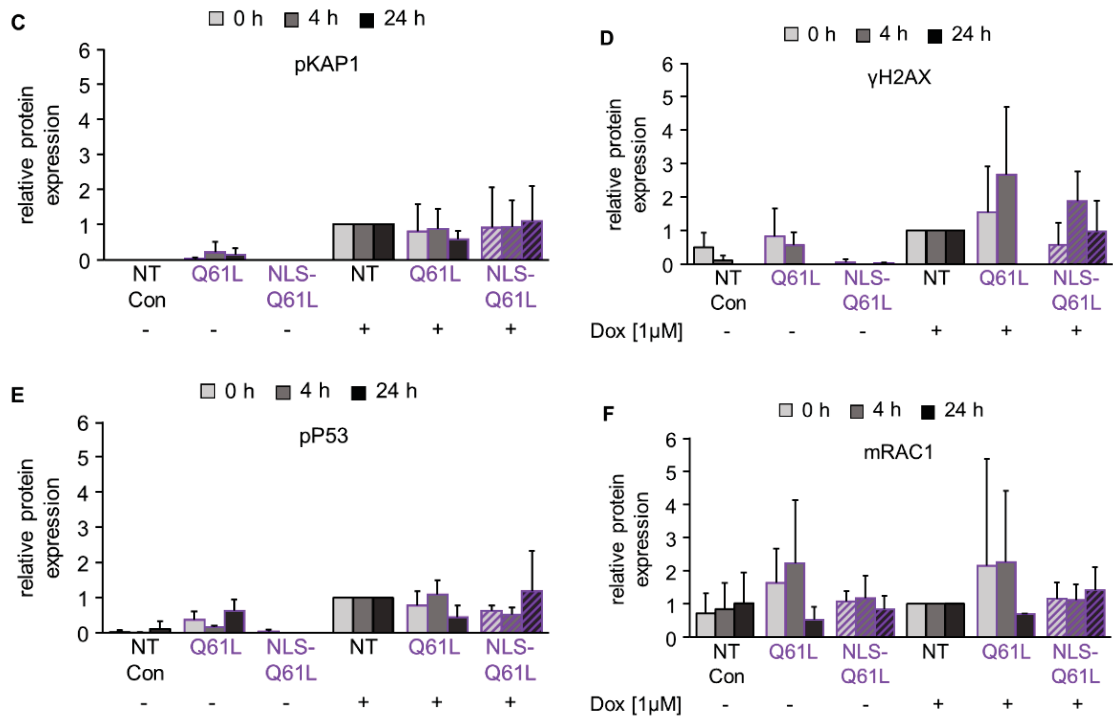 C
0 h 4 h 24 h
pKAP1
relative protein
expression
6
5
4
3
2
1
0
NT Q61L NLS- NT Q61L NLS-
Con Q61L Q61L
- - - + + +
D
0 h 4 h 24 h
γH2AX
relative protein
expression
6
5
4
3
2
1
0
NT Q61L NLS- NT Q61L NLS-
Con Q61L Q61L
Dox [1µM] - - - + + +
E
0 h 4 h 24 h
pP53
relative protein
expression
6
5
4
3
2
1
0
NT Q61L NLS- NT Q61L NLS-
Con Q61L Q61L
- - - + + +
F
0 h 4 h 24 h
mRAC1
relative protein
expression
6
5
4
3
2
1
0
NT Q61L NLS- NT Q61L NLS-
Con Q61L Q61L
Dox [1µM] - - - + + +